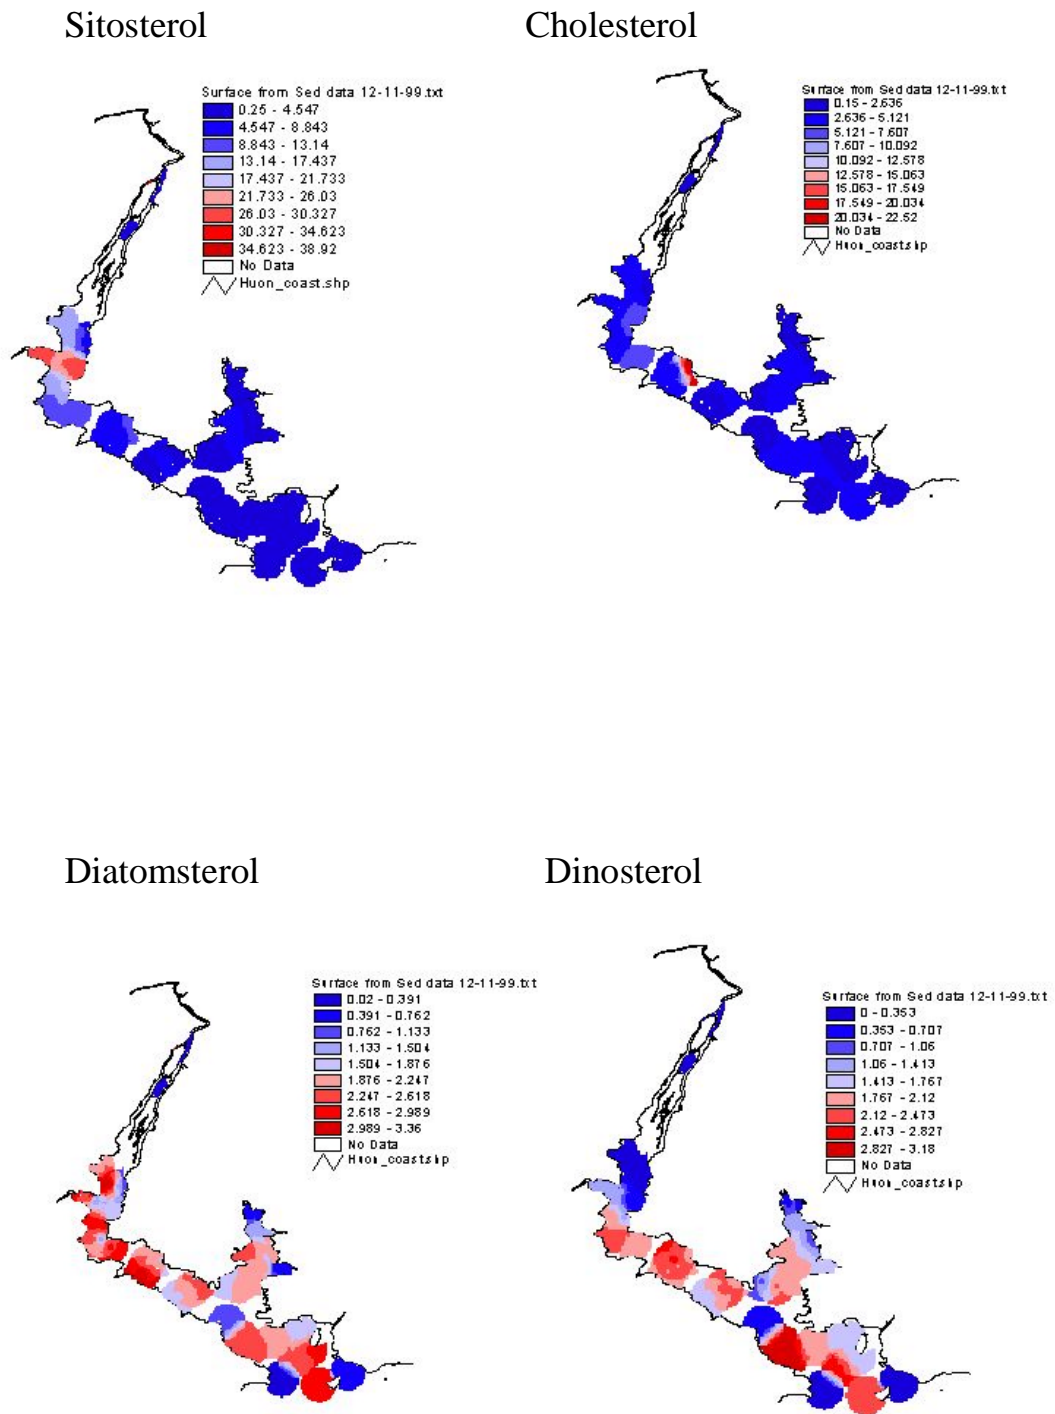 Sitosterol
Surface from Sed data 12-11-99.txt
0.25 - 4.547
4.547 - 8.843
8.843 - 13.14
13.14 - 17.437
17.437 - 21.733
21.733 - 26.03
26.03 - 30.327
30.327 - 34.623
34.623 - 38.92
No Data
Huon_coast.shp
Cholesterol
Surface from Sed data 12-11-99.txt
0.15 - 2.636
2.636 - 5.121
5.121 - 7.607
7.607 - 10.092
10.092 - 12.578
12.578 - 15.063
15.063 - 17.549
17.549 - 20.034
20.034 - 22.52
No Data
Huon_coast.shp
Diatomsterol
Surface from Sed data 12-11-99.txt
0.02 - 0.391
0.391 - 0.762
0.762 - 1.133
1.133 - 1.504
1.504 - 1.876
1.876 - 2.247
2.247 - 2.618
2.618 - 2.989
2.989 - 3.36
No Data
Huon_coast.shp
Dinosterol
Surface from Sed data 12-11-99.txt
0 - 0.353
0.353 - 0.707
0.707 - 1.06
1.06 - 1.413
1.413 - 1.767
1.767 - 2.12
2.12 - 2.473
2.473 - 2.827
2.827 - 3.18
No Data
Huon_coast.shp